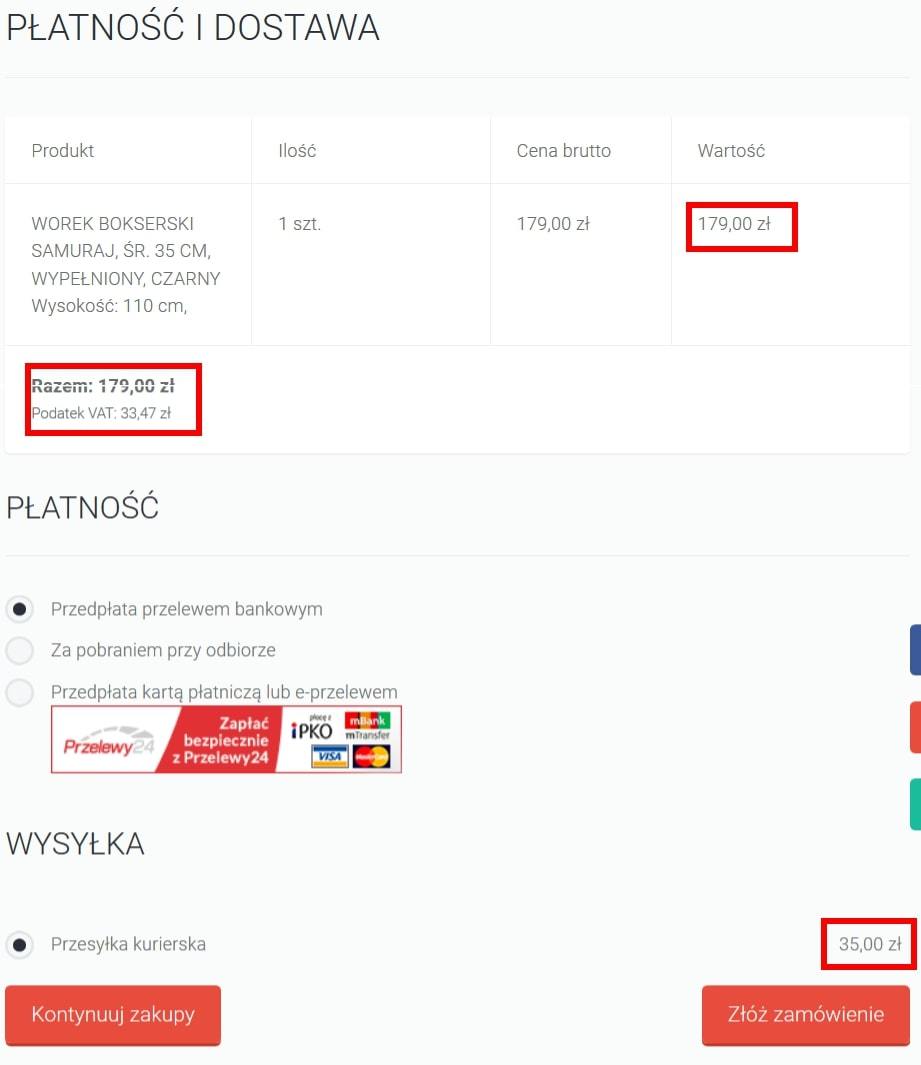 PŁATNOŚĆ I DOSTAWA
Produkt
Ilość
Cena brutto
Wartość
WOREK BOKSERSKI
SAMURAJ, ŚR. 35 CM,
WYPEŁNIONY, CZARNY
Wysokość: 110 cm,
1 szt.
179,00 zł
179,00 zł
Razem: 179,00 zł
Podatek VAT: 33,47 zł
PŁATNOŚĆ
Przedpłata przelewem bankowym
Za pobraniem przy odbiorze
Przedpłata kartą płatniczą lub e-przelewem
Przelewy24
Zapłać
bezpiecznie
z Przelewy24
płacę z
iPKO
mBank
mTransfer
VISA
MasterCard
WYSYŁKA
Przesyłka kurierska
35,00 zł
Kontynuuj zakupy
Złóż zamówienie